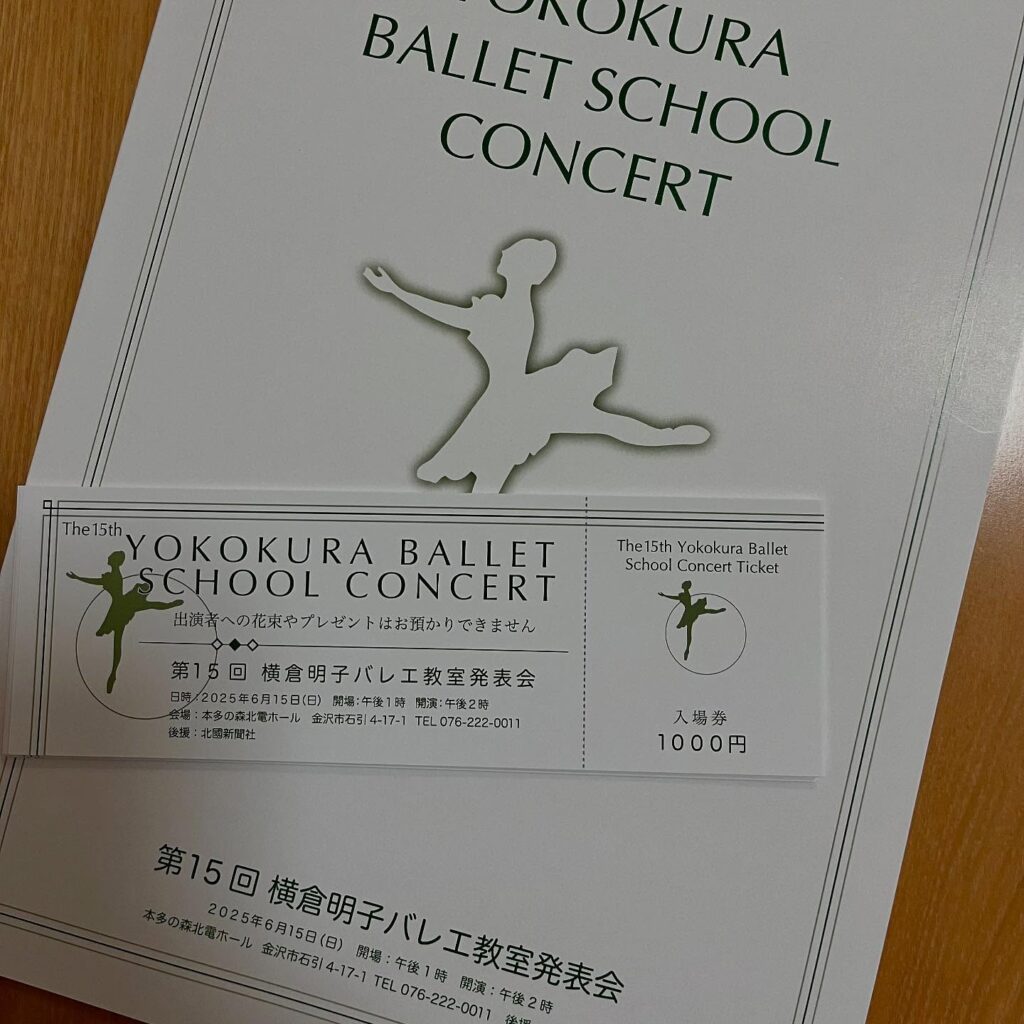 YOKOKURA
BALLET SCHOOL
CONCERT
The 15th
YOKOKURA BALLET
SCHOOL CONCERT
出演者への花束やプレゼントはお預かりできません
第15回 横倉明子バレエ教室発表会
日時：2025年6月15日(日) 開場：午後1時 開演：午後2時
会場：本多の森北電ホール 金沢市石引4-17-1 TEL 076-222-0011
後援：北國新聞社
The15th Yokokura Ballet
School Concert Ticket
入場券
1000円
第15回 横倉明子バレエ教室発表会
2025年6月15日(日) 開場：午後1時 開演：午後2時
本多の森北電ホール 金沢市石引4-17-1 TEL 076-222-0011